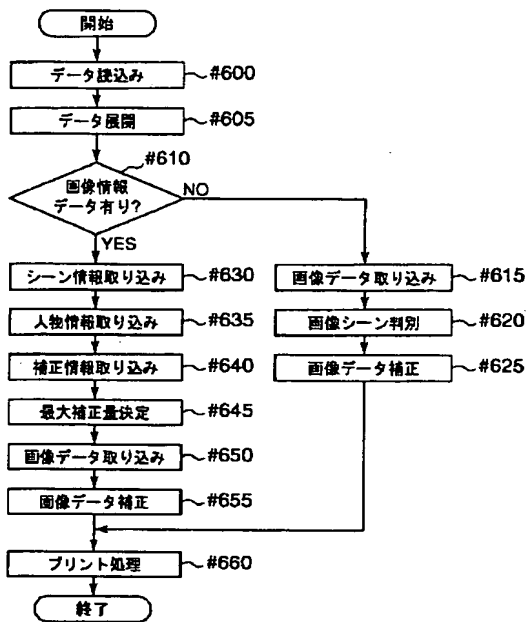 開始
データ読込み
#600
データ展開
#605
#610
画像情報
データ有り?
NO
YES
シーン情報取り込み
#630
人物情報取り込み
#635
補正情報取り込み
#640
最大補正量決定
#645
画像データ取り込み
#650
画像データ補正
#655
画像データ取り込み
#615
画像シーン判別
#620
画像データ補正
#625
プリント処理
#660
終了